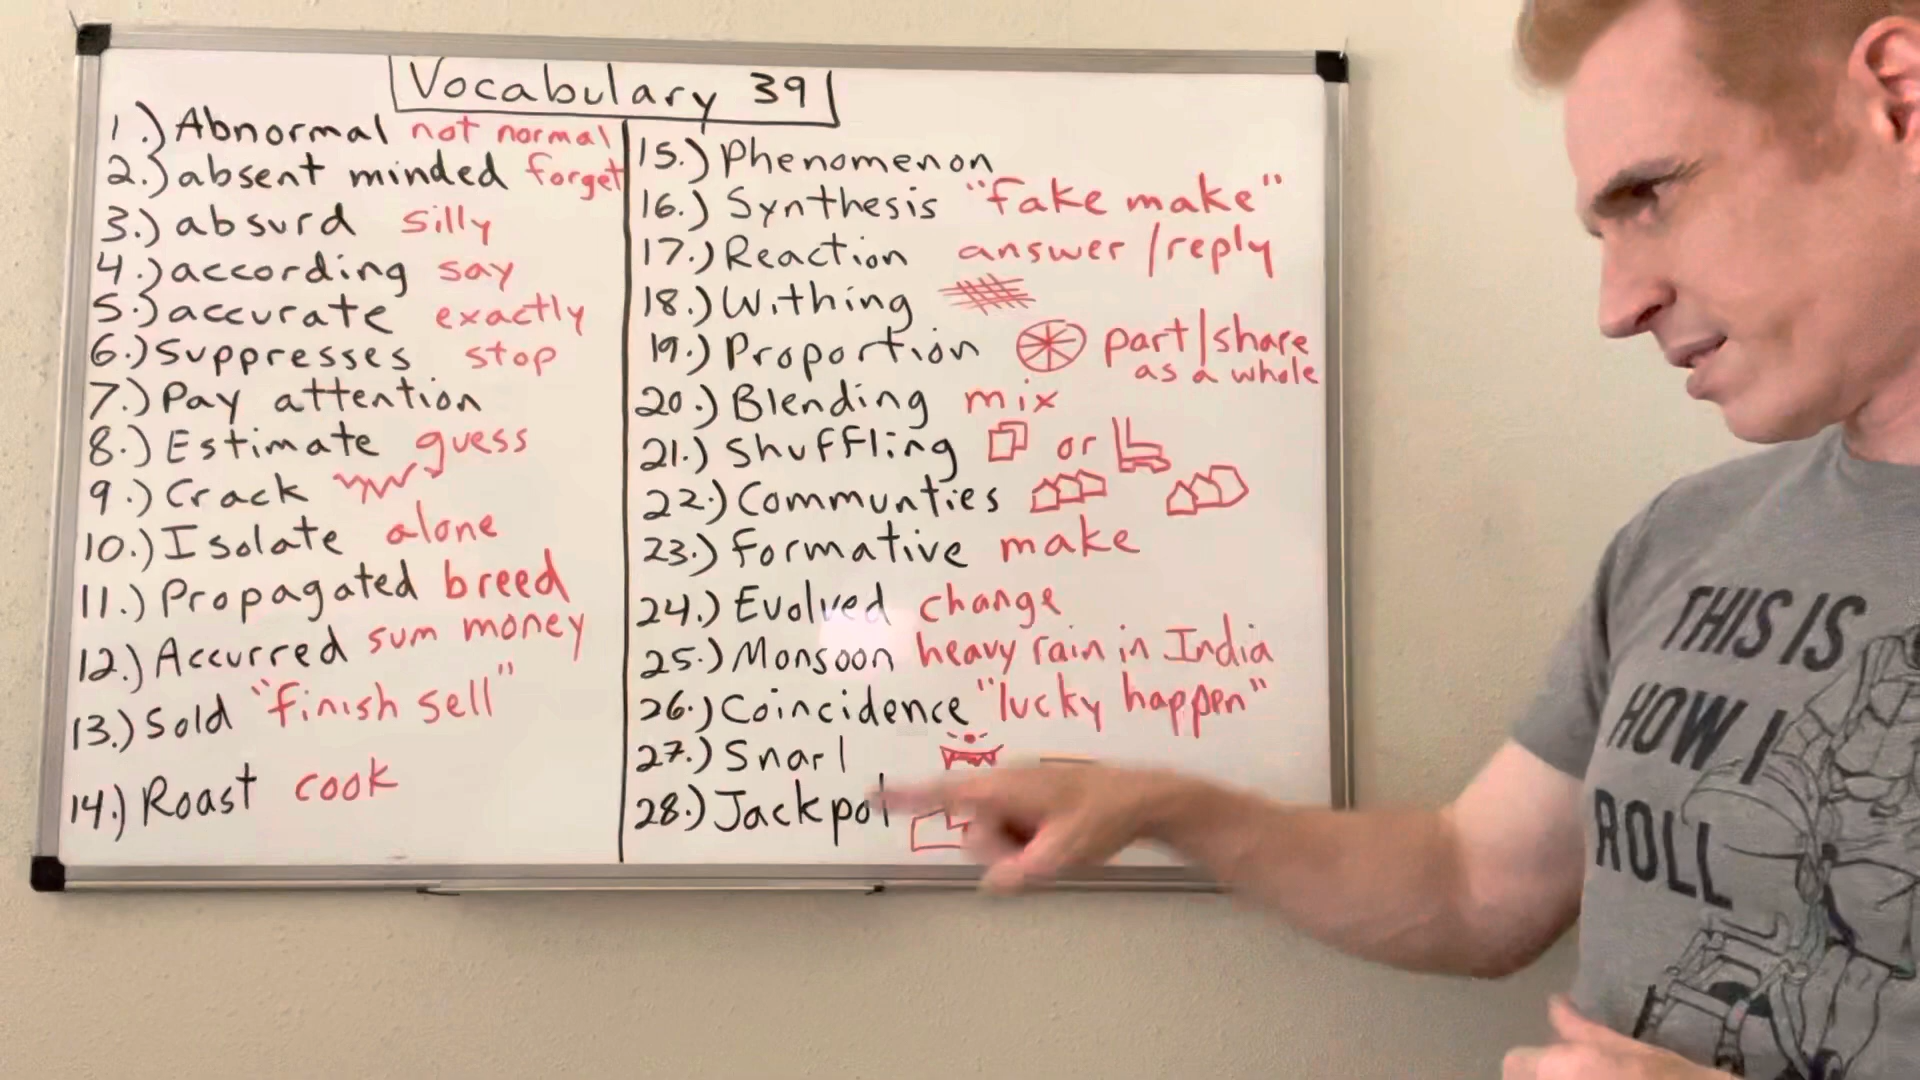 Vocabulary 39
1.) Abnormal not normal
2.) absent minded forget
3.) absurd silly
4.) according say
5.) accurate exactly
6.) Suppresses stop
7.) Pay attention
8.) Estimate guess
9.) Crack
10.) Isolate alone
11.) Propagated breed
12.) Accurred sum money
13.) Sold "finish sell"
14.) Roast cook
15.) Phenomenon
16.) Synthesis "fake make"
17.) Reaction answer/reply
18.) Withing
19.) Proportion part/share
as a whole
20.) Blending mix
21.) Shuffling or
22.) Communties
23.) Formative make
24.) Evolved change
25.) Monsoon heavy rain in India
26.) Coincidence "lucky happen"
27.) Snarl
28.) Jackpot
THIS IS
HOW I
ROLL